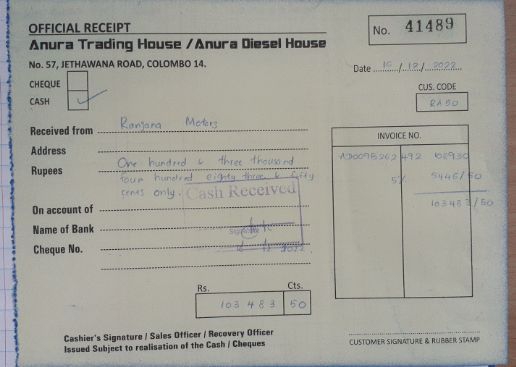 OFFICIAL RECEIPT
No. 41489
Anura Trading House / Anura Diesel House
No. 57, JETHAWANA ROAD, COLOMBO 14.
Date 16/12/2022
CHEQUE
CUS. CODE
CASH ✓
RA50
Received from Ranjana Motors
INVOICE NO.
Address
108930
Rupees One hundred & three thousand
5% 5446/50
four hundred eighty three & fifty
cents only.
103483/50
Cash Received
On account of
Name of Bank
Cheque No.
Rs. Cts.
103 483 50
Cashier's Signature / Sales Officer / Recovery Officer
Issued Subject to realisation of the Cash / Cheques
CUSTOMER SIGNATURE & RUBBER STAMP